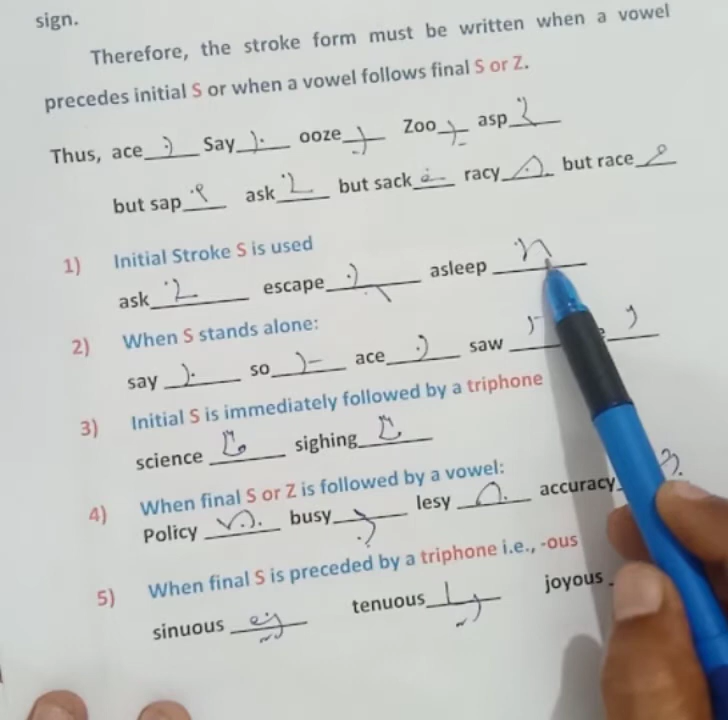 sign.
Therefore, the stroke form must be written when a vowel
precedes initial S or when a vowel follows final S or Z.
Thus, ace Say ooze Zoo asp
but sap ask but sack racy but race
1) Initial Stroke S is used
ask escape asleep
2) When S stands alone:
say so ace saw
3) Initial S is immediately followed by a triphone
science sighing
4) When final S or Z is followed by a vowel:
Policy busy lesy accuracy
5) When final S is preceded by a triphone i.e., -ous
sinuous tenuous joyous